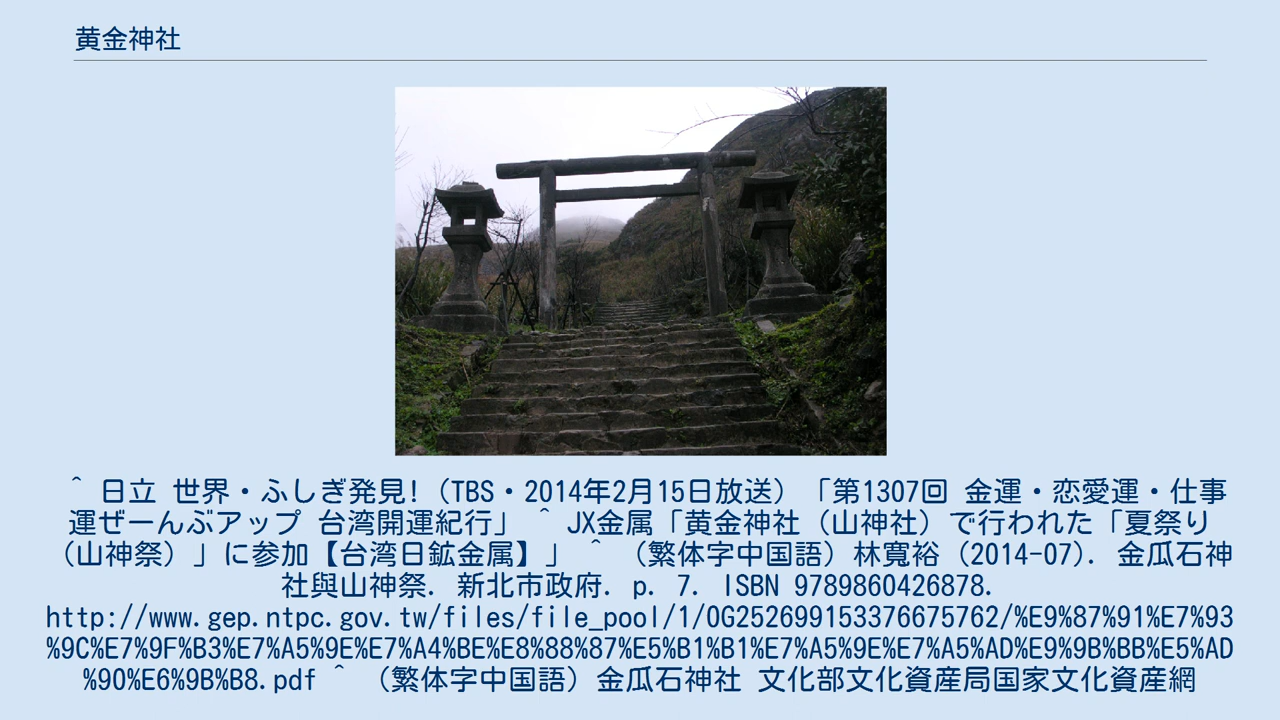 黄金神社
^ 日立 世界・ふしぎ発見!（TBS・2014年2月15日放送）「第1307回 金運・恋愛運・仕事
運ぜーんぶアップ 台湾開運紀行」 ^ JX金属「黄金神社（山神社）で行われた「夏祭り
（山神祭）」に参加【台湾日鉱金属】」 ^ （繁体字中国語）林寬裕 (2014-07). 金瓜石神
社與山神祭. 新北市政府. p. 7. ISBN 9789860426878.
http://www.gep.ntpc.gov.tw/files/file_pool/1/0G252699153376675762/%E9%87%91%E7%93
%9C%E7%9F%B3%E7%A5%9E%E7%A4%BE%E8%88%87%E5%B1%B1%E7%A5%9E%E7%A5%AD%E9%9B%BB%E5%AD
%90%E6%9B%B8.pdf ^ （繁体字中国語）金瓜石神社 文化部文化資産局国家文化資産網